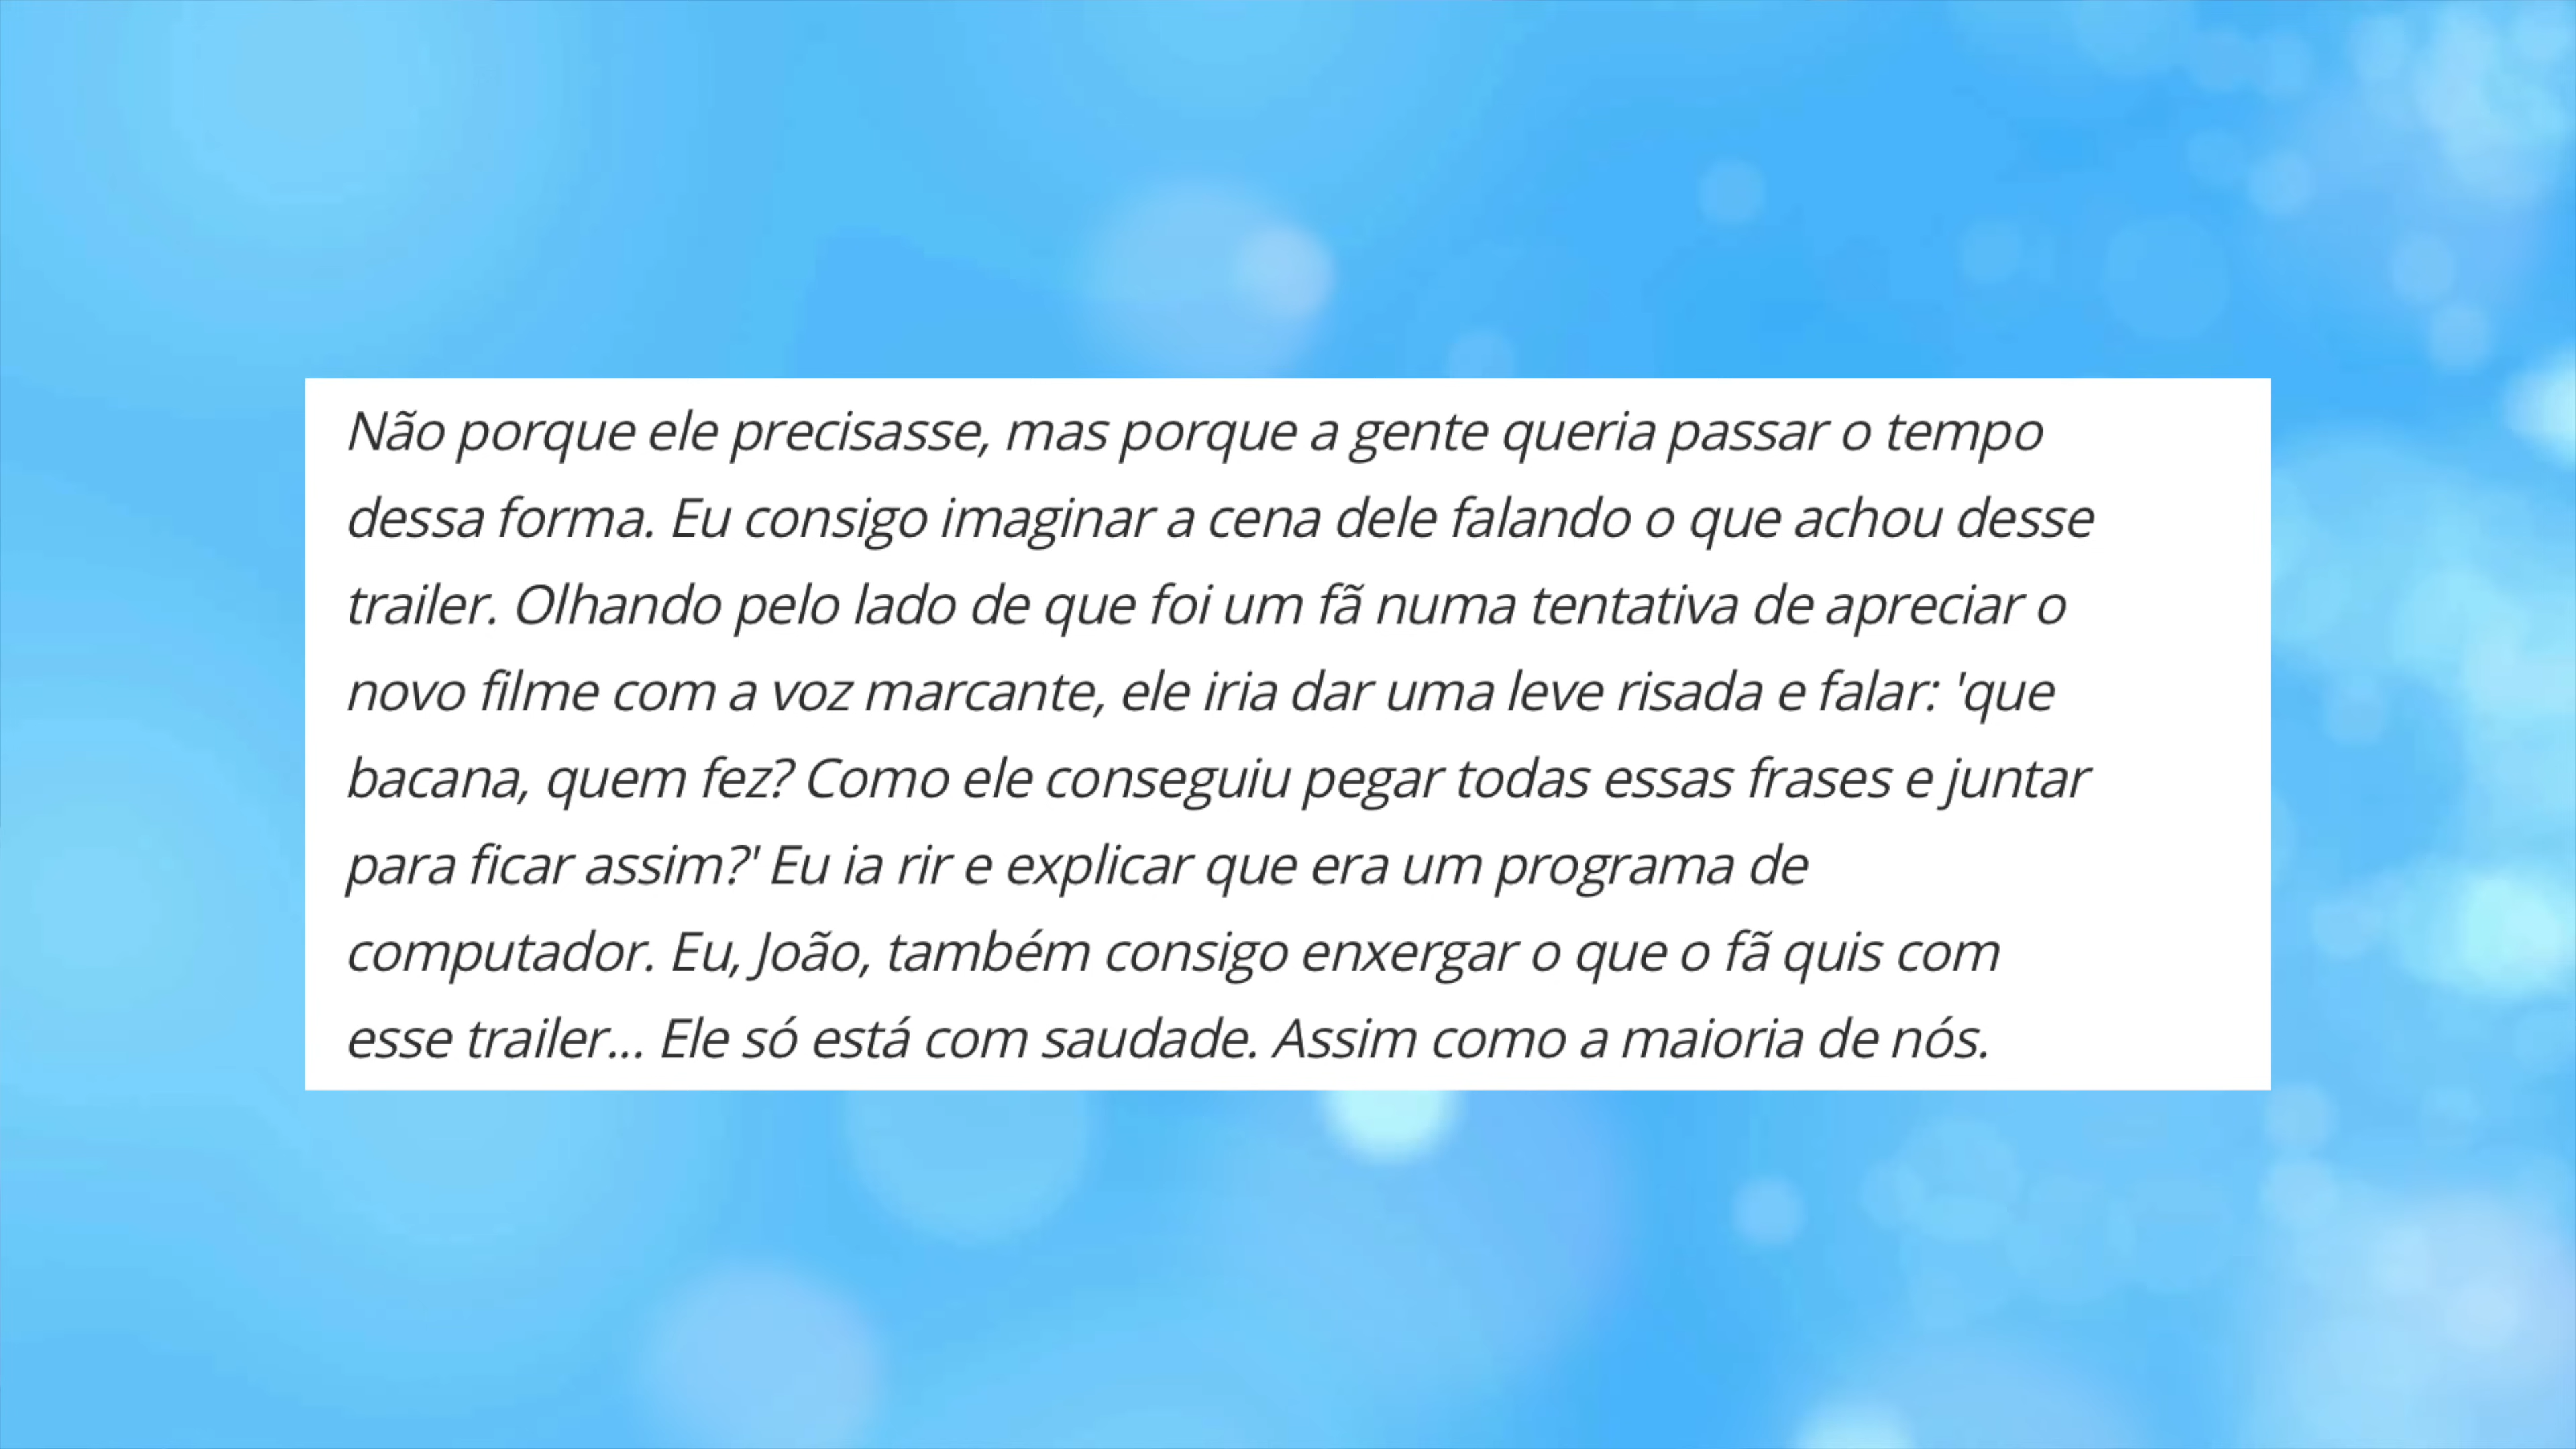 Não porque ele precisasse, mas porque a gente queria passar o tempo
dessa forma. Eu consigo imaginar a cena dele falando o que achou desse
trailer. Olhando pelo lado de que foi um fã numa tentativa de apreciar o
novo filme com a voz marcante, ele iria dar uma leve risada e falar: 'que
bacana, quem fez? Como ele conseguiu pegar todas essas frases e juntar
para ficar assim?' Eu ia rir e explicar que era um programa de
computador. Eu, João, também consigo enxergar o que o fã quis com
esse trailer... Ele só está com saudade. Assim como a maioria de nós.